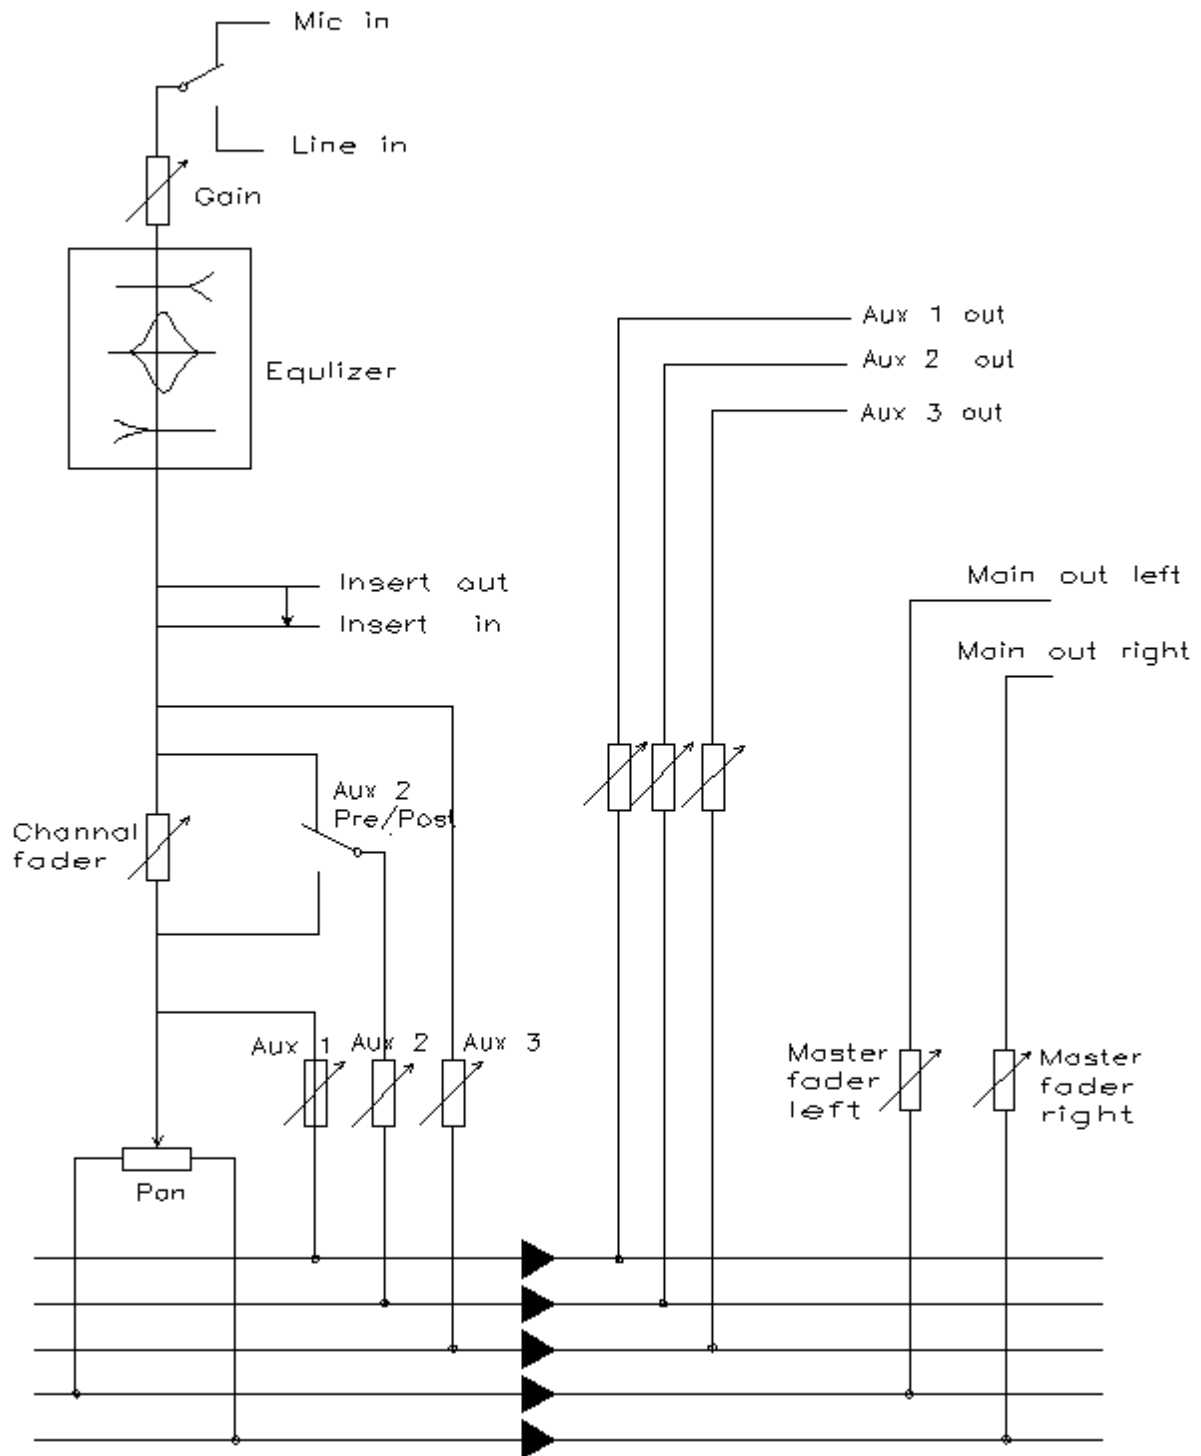 Mic in
Line in
Gain
Equlizer
Aux 1 out
Aux 2 out
Aux 3 out
Insert out
Insert in
Main out left
Main out right
Aux 2
Pre/Post
Channal
fader
Aux 1
Aux 2
Aux 3
Master
fader
left
Master
fader
right
Pan